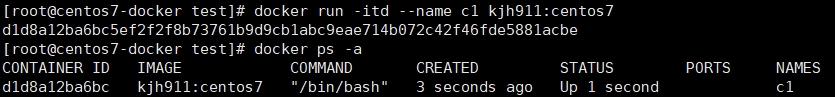 [root@centos7-docker test]# docker run -itd --name c1 kjh911:centos7
d1d8a12ba6bc5ef2f2f8b73761b9d9cb1abc9eae714b072c42f46fde5881acbe
[root@centos7-docker test]# docker ps -a
CONTAINER ID   IMAGE            COMMAND       CREATED         STATUS        PORTS     NAMES
d1d8a12ba6bc   kjh911:centos7   "/bin/bash"   3 seconds ago   Up 1 second             c1